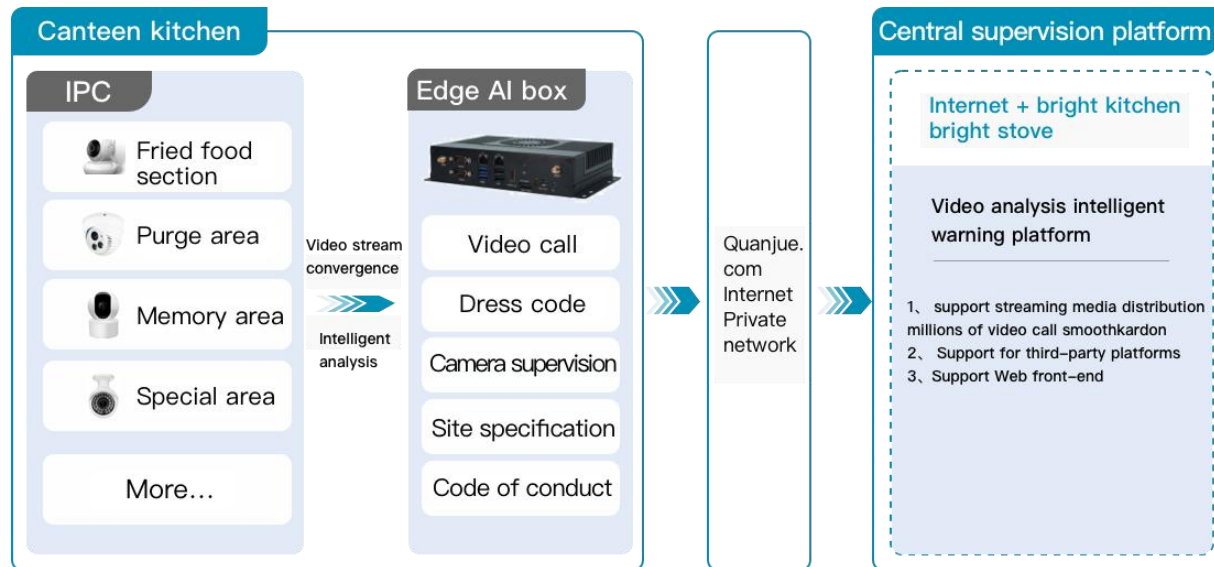 Canteen kitchen
IPC
Fried food
section
Purge area
Memory area
Special area
More...
Video stream
convergence
Intelligent
analysis
Edge AI box
Video call
Dress code
Camera supervision
Site specification
Code of conduct
Quanjue.
com
Internet
Private
network
Central supervision platform
Internet + bright kitchen
bright stove
Video analysis intelligent
warning platform
1、 support streaming media distribution
millions of video call smoothkardon
2、 Support for third-party platforms
3、Support Web front-end